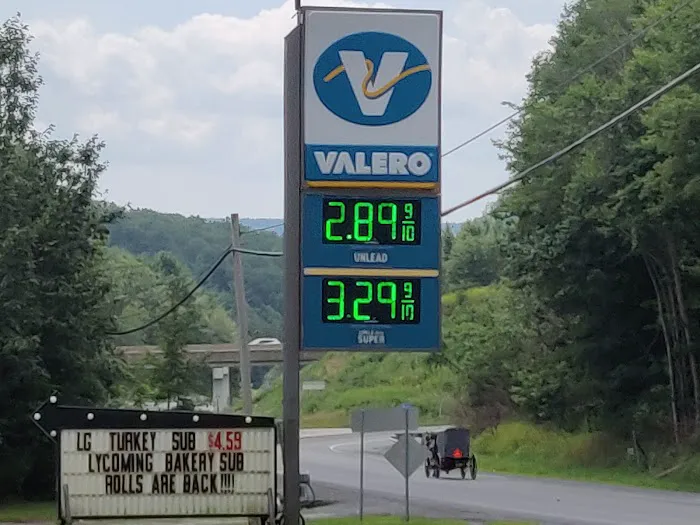 VALERO
2.89 9/10
UNLEAD
3.29 9/10
SUPER
LG TURKEY SUB $4.59
LYCOMING BAKERY SUB
ROLLS ARE BACK!!!!